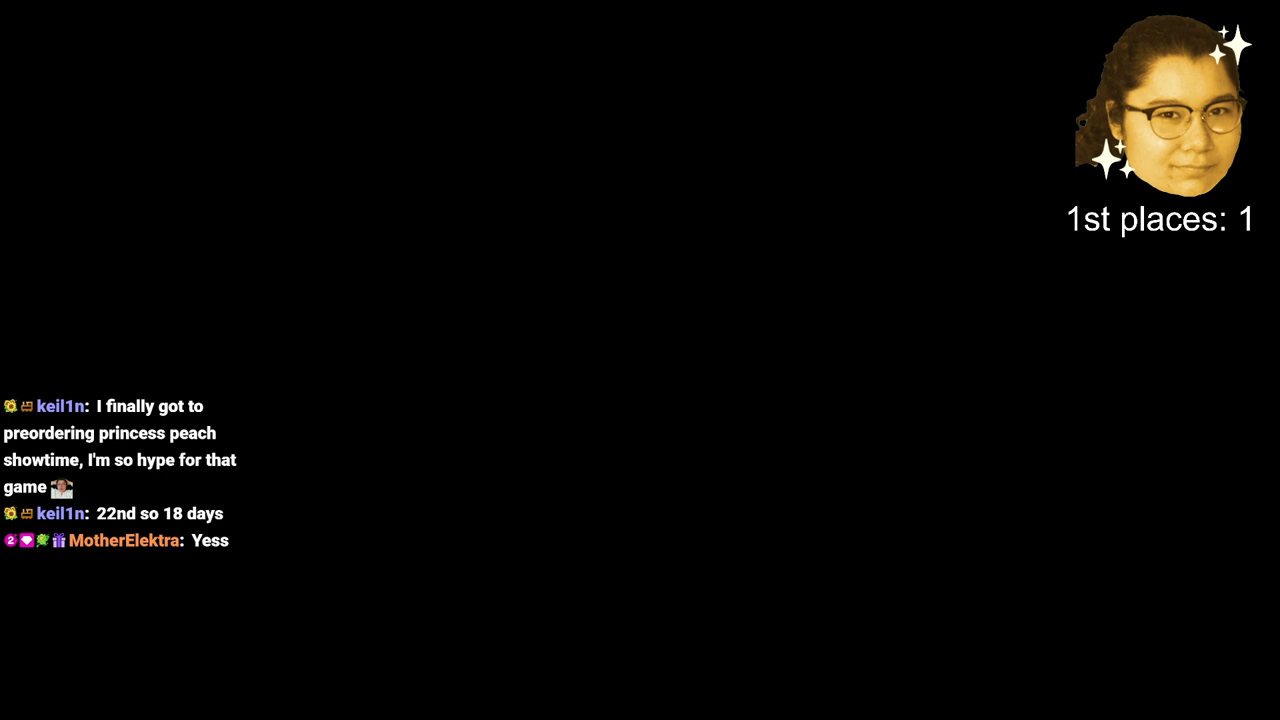 1st places: 1
keil1n: I finally got to
preordering princess peach
showtime, I'm so hype for that
game
keil1n: 22nd so 18 days
2 MotherElektra: Yess